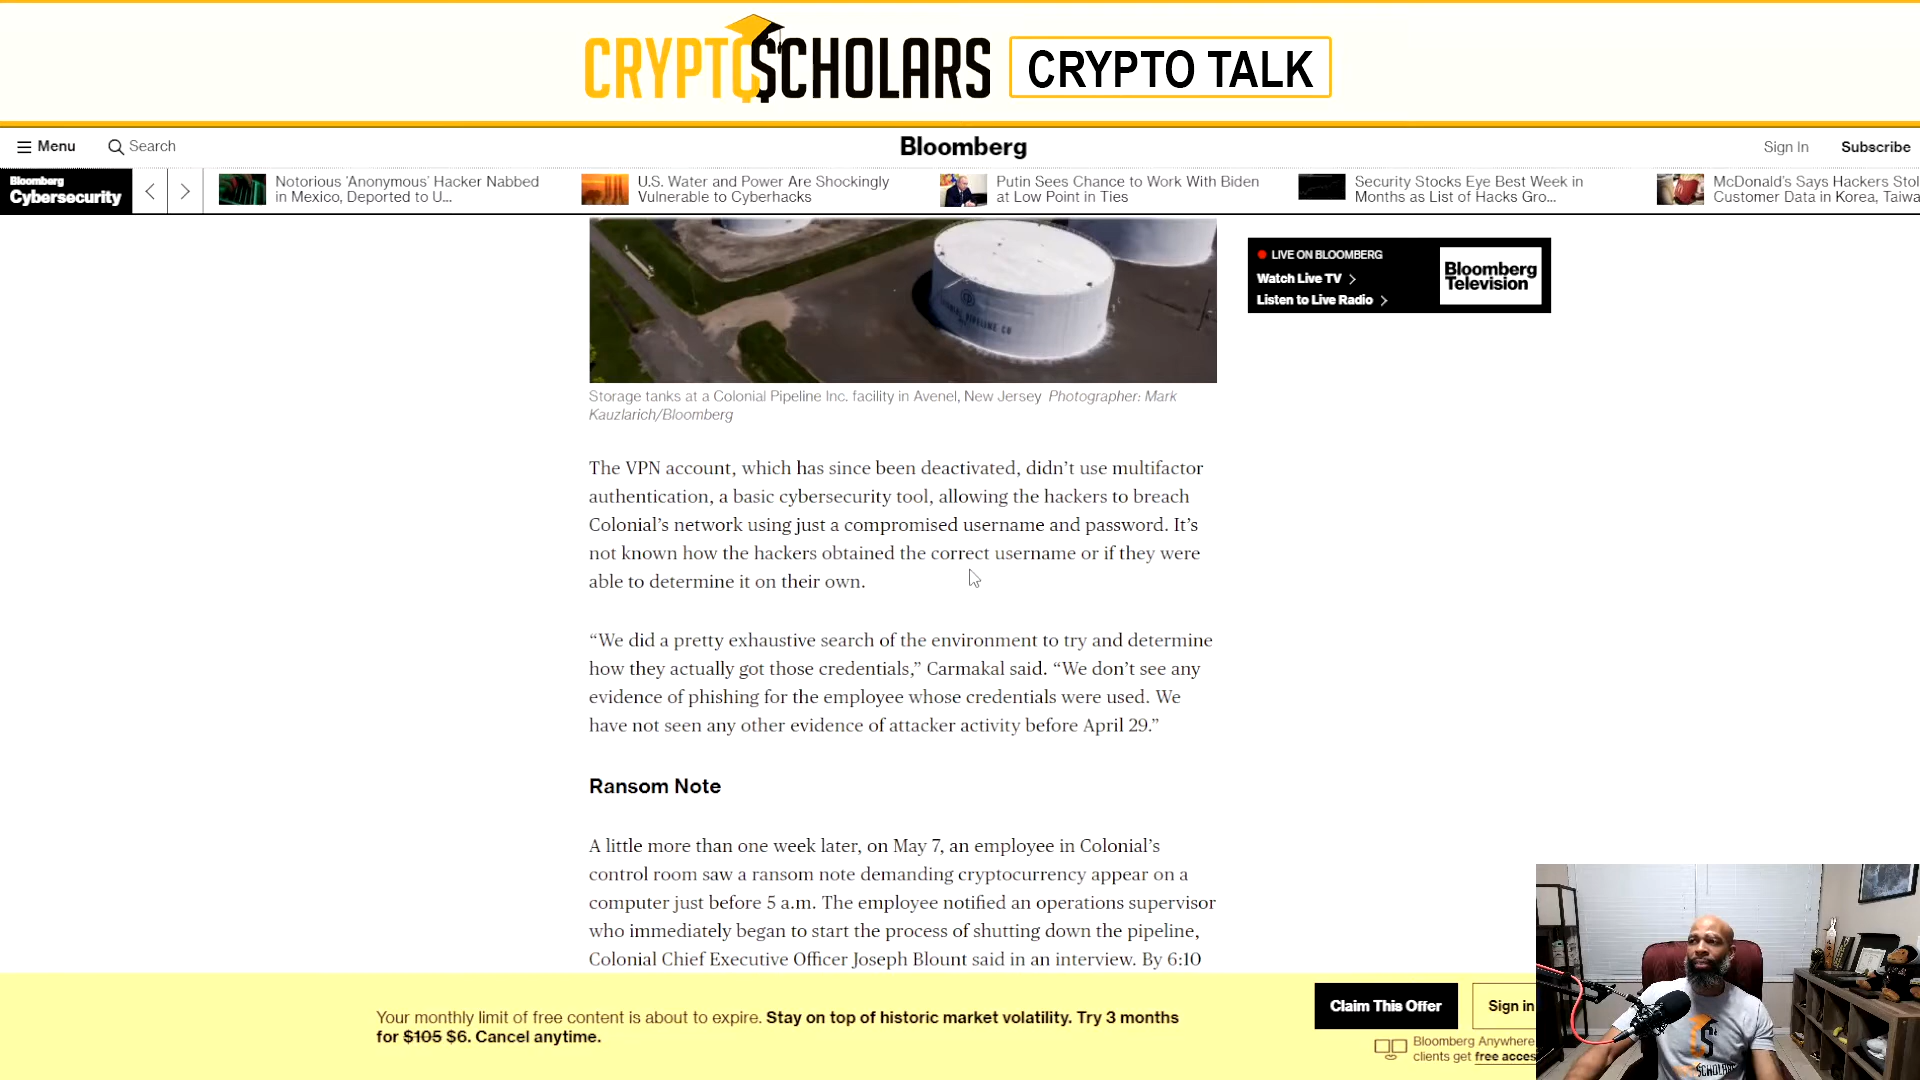 CRYPTO$CHOLARS CRYPTO TALK
Menu Search Bloomberg Sign In Subscribe
Bloomberg
Cybersecurity
Notorious 'Anonymous' Hacker Nabbed
in Mexico, Deported to U...
U.S. Water and Power Are Shockingly
Vulnerable to Cyberhacks
Putin Sees Chance to Work With Biden
at Low Point in Ties
Security Stocks Eye Best Week in
Months as List of Hacks Gro...
McDonald's Says Hackers Stol
Customer Data in Korea, Taiwa
LIVE ON BLOOMBERG
Watch Live TV
Listen to Live Radio
Bloomberg
Television
Storage tanks at a Colonial Pipeline Inc. facility in Avenel, New Jersey Photographer: Mark
Kauzlarich/Bloomberg
The VPN account, which has since been deactivated, didn't use multifactor
authentication, a basic cybersecurity tool, allowing the hackers to breach
Colonial's network using just a compromised username and password. It's
not known how the hackers obtained the correct username or if they were
able to determine it on their own.
“We did a pretty exhaustive search of the environment to try and determine
how they actually got those credentials,” Carmakal said. “We don't see any
evidence of phishing for the employee whose credentials were used. We
have not seen any other evidence of attacker activity before April 29.”
Ransom Note
A little more than one week later, on May 7, an employee in Colonial's
control room saw a ransom note demanding cryptocurrency appear on a
computer just before 5 a.m. The employee notified an operations supervisor
who immediately began to start the process of shutting down the pipeline,
Colonial Chief Executive Officer Joseph Blount said in an interview. By 6:10
Your monthly limit of free content is about to expire. Stay on top of historic market volatility. Try 3 months
for $105 $6. Cancel anytime.
Claim This Offer
Sign in
Bloomberg Anywhere
clients get free acces